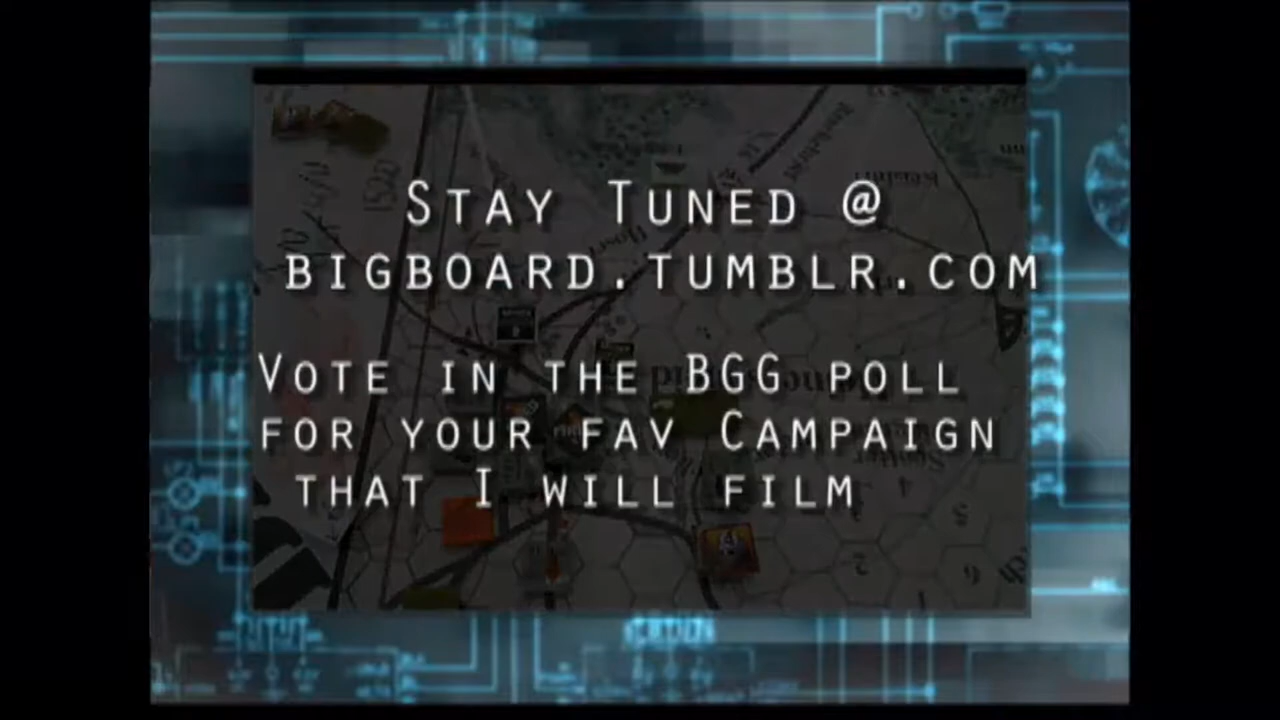 Stay Tuned @
bigboard.tumblr.com
Vote in the BGG poll
for your fav Campaign
that I will film